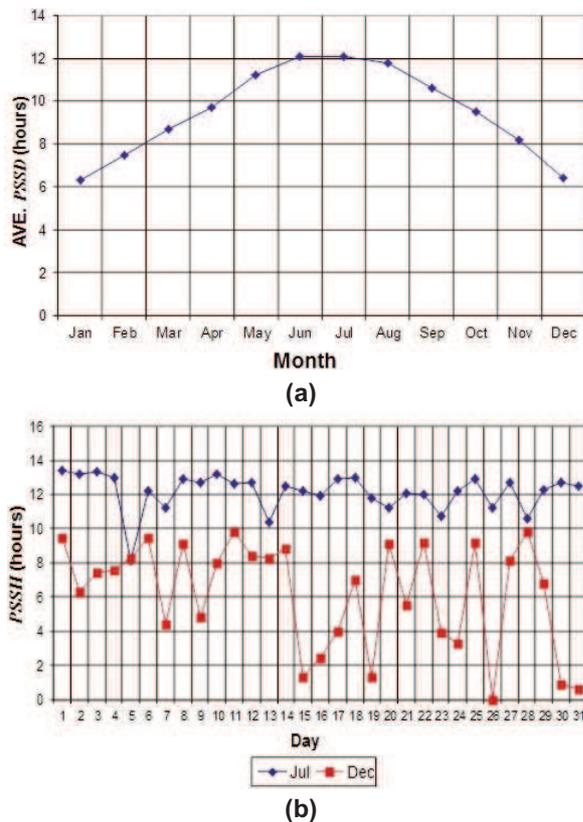 14
12
10
8
6
4
2
0
AVE. PSSD (hours)
Jan Feb Mar Apr May Jun Jul Aug Sep Oct Nov Dec
Month
(a)
16
14
12
10
8
6
4
2
0
PSSH (hours)
1 2 3 4 5 6 7 8 9 10 11 12 13 14 15 16 17 18 19 20 21 22 23 24 25 26 27 28 29 30 31
Day
Jul Dec
(b)